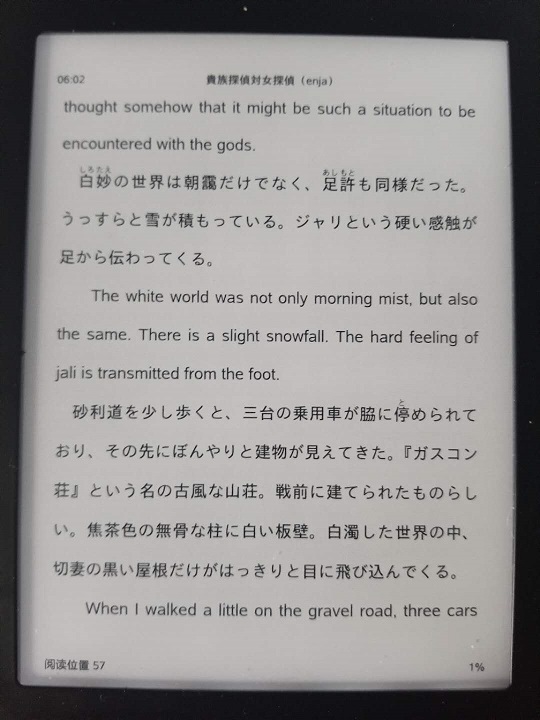 06:02
貴族探偵対女探偵（enja）
thought somehow that it might be such a situation to be
encountered with the gods.
しろたえ
あしもと
白妙の世界は朝靄だけでなく、足許も同様だった。
うっすらと雪が積もっている。ジャリという硬い感触が
足から伝わってくる。
The white world was not only morning mist, but also
the same. There is a slight snowfall. The hard feeling of
jali is transmitted from the foot.
と
砂利道を少し歩くと、三台の乗用車が脇に停められて
おり、その先にぼんやりと建物が見えてきた。『ガスコン
荘』という名の古風な山荘。戦前に建てられたものらし
い。焦茶色の無骨な柱に白い板壁。白濁した世界の中、
切妻の黒い屋根だけがはっきりと目に飛び込んでくる。
When I walked a little on the gravel road, three cars
阅读位置 57
1%